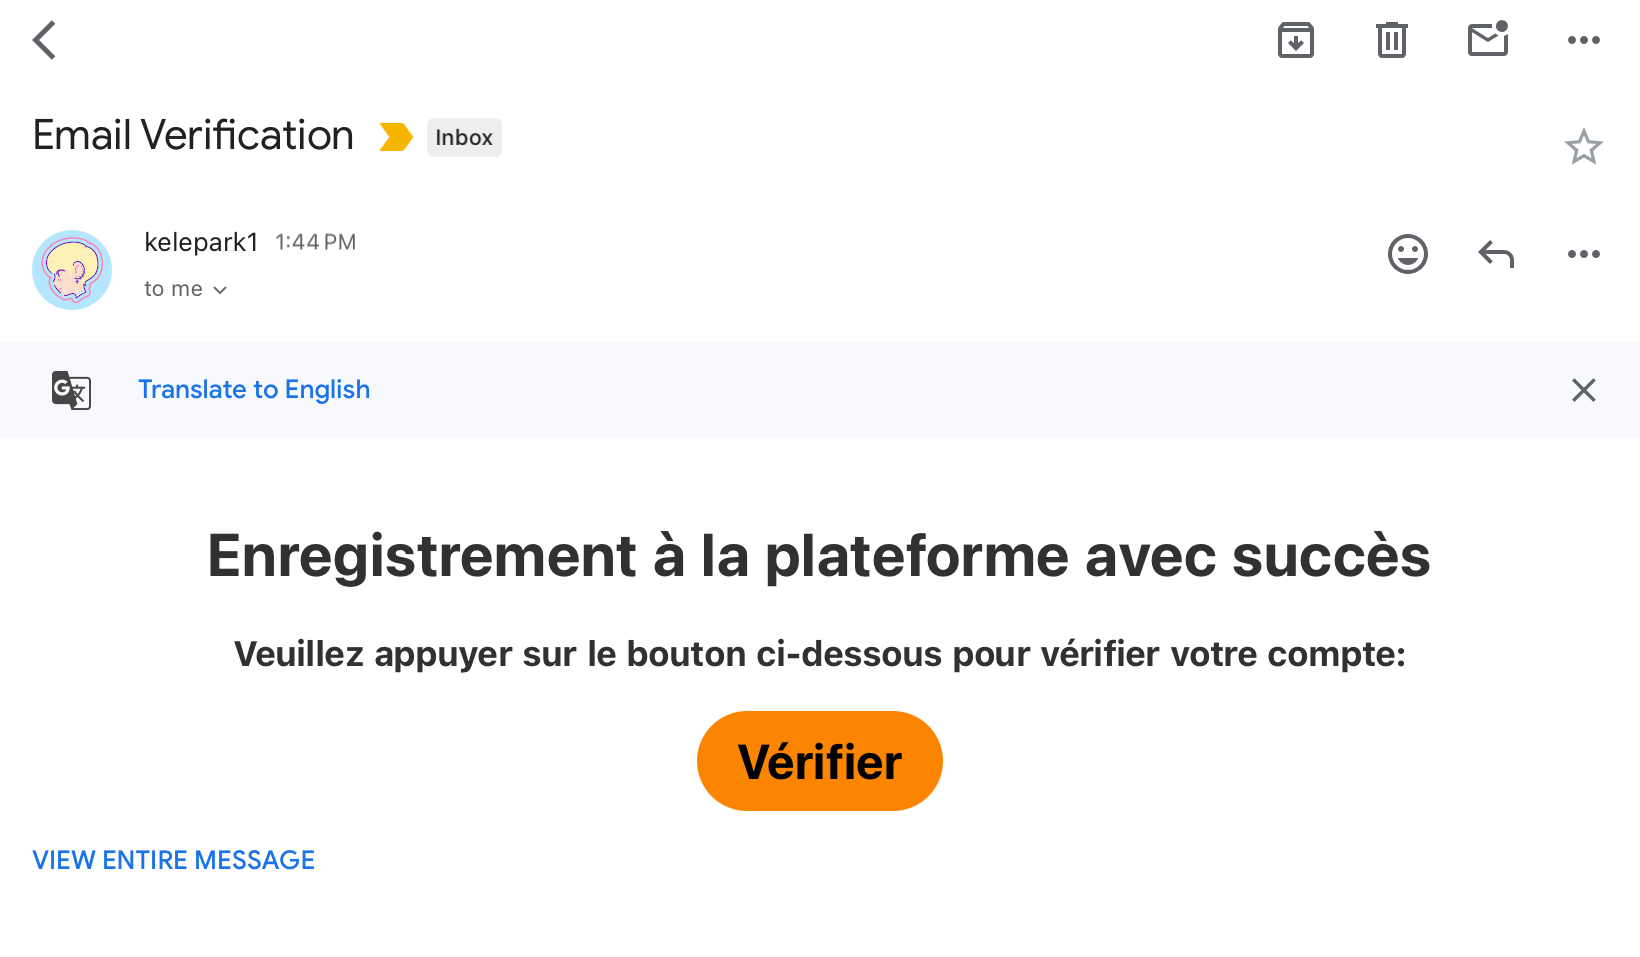 Email Verification Inbox
kelepark1 1:44 PM
to me
Translate to English
Enregistrement à la plateforme avec succès
Veuillez appuyer sur le bouton ci-dessous pour vérifier votre compte:
Vérifier
VIEW ENTIRE MESSAGE